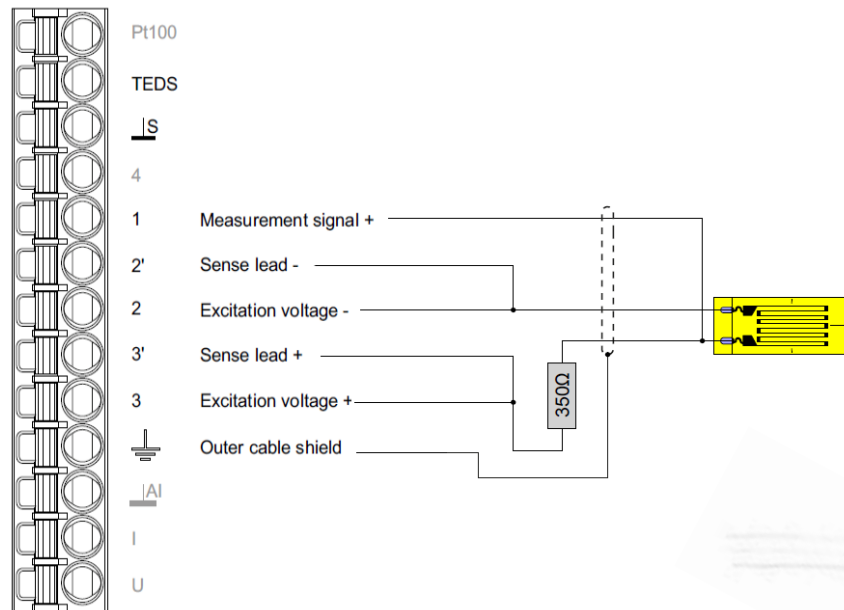 Pt100
TEDS
S
4
1 Measurement signal +
2' Sense lead -
2 Excitation voltage -
3' Sense lead +
3 Excitation voltage +
350Ω
Outer cable shield
AI
I
U